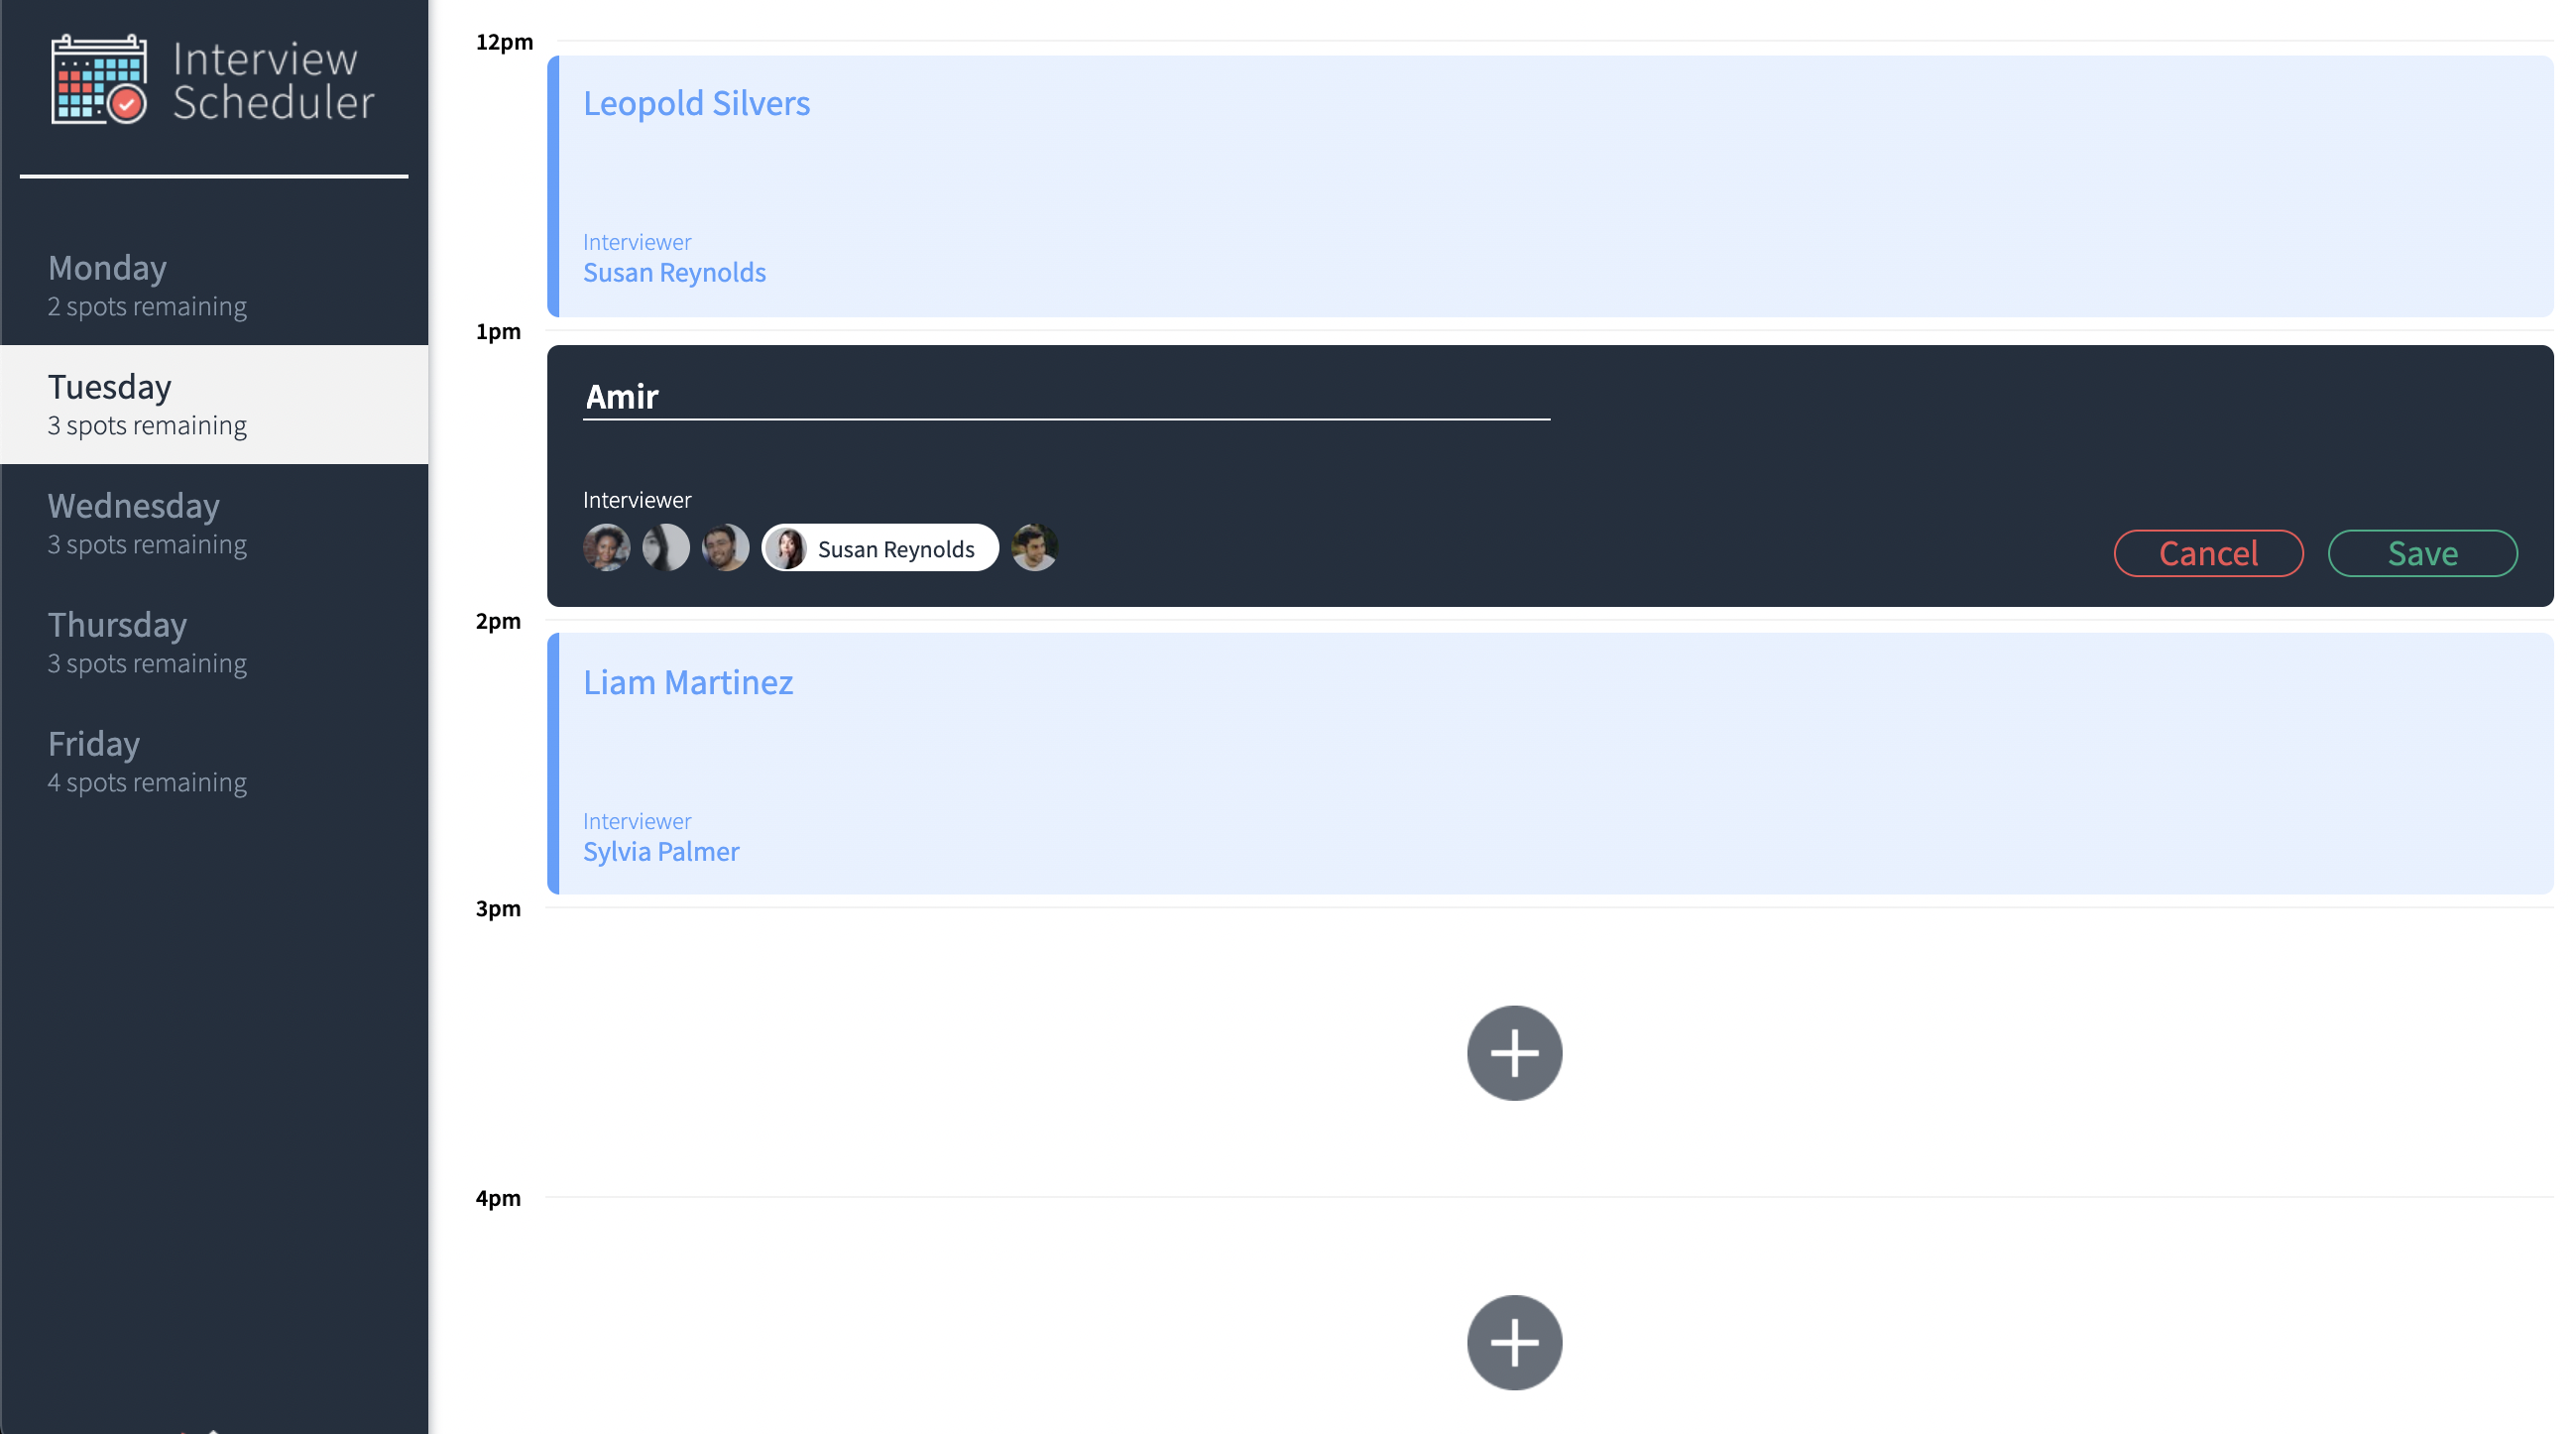 Interview
Scheduler
Monday
2 spots remaining
Tuesday
3 spots remaining
Wednesday
3 spots remaining
Thursday
3 spots remaining
Friday
4 spots remaining
12pm
Leopold Silvers
Interviewer
Susan Reynolds
1pm
Amir
Interviewer
Susan Reynolds
Cancel
Save
2pm
Liam Martinez
Interviewer
Sylvia Palmer
3pm
4pm